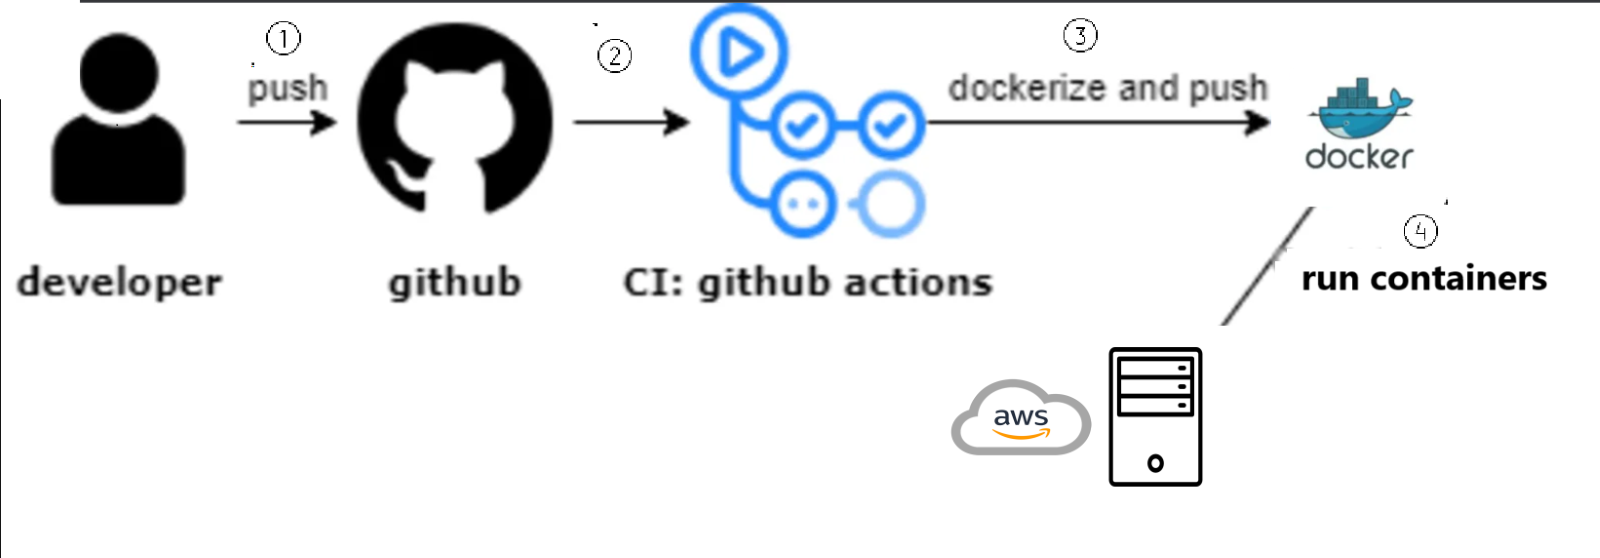 ①
push
②
③
dockerize and push
docker
④
developer
github
CI: github actions
run containers
aws